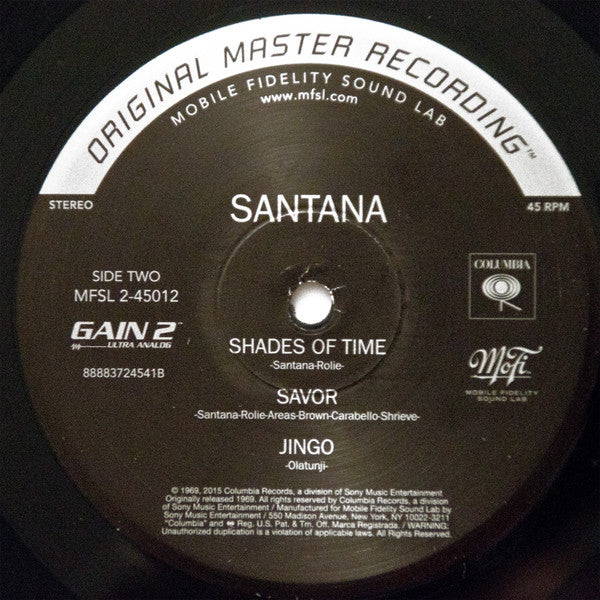 ORIGINAL MASTER RECORDING™
MOBILE FIDELITY SOUND LAB
www.mfsl.com
STEREO
45 RPM
SANTANA
SIDE TWO
MFSL 2-45012
COLUMBIA
GAIN 2™
ULTRA ANALOG
88883724541B
MoFi
MOBILE FIDELITY
SOUND LAB
SHADES OF TIME
-Santana-Rolie-
SAVOR
-Santana-Rolie-Areas-Brown-Carabello-Shrieve-
JINGO
-Olatunji-
© 1969, 2015 Columbia Records, a division of Sony Music Entertainment
Originally released 1969. All rights reserved. Columbia Records, a division of
Sony Music Entertainment / Manufactured for Mobile Fidelity Sound Lab by
Sony Music Entertainment / 550 Madison Avenue, New York, NY 10022-3211
"Columbia" and Reg. U.S. Pat. & Tm. Off. Marca Registrada. / WARNING:
Unauthorized duplication is a violation of applicable laws. All Rights Reserved.